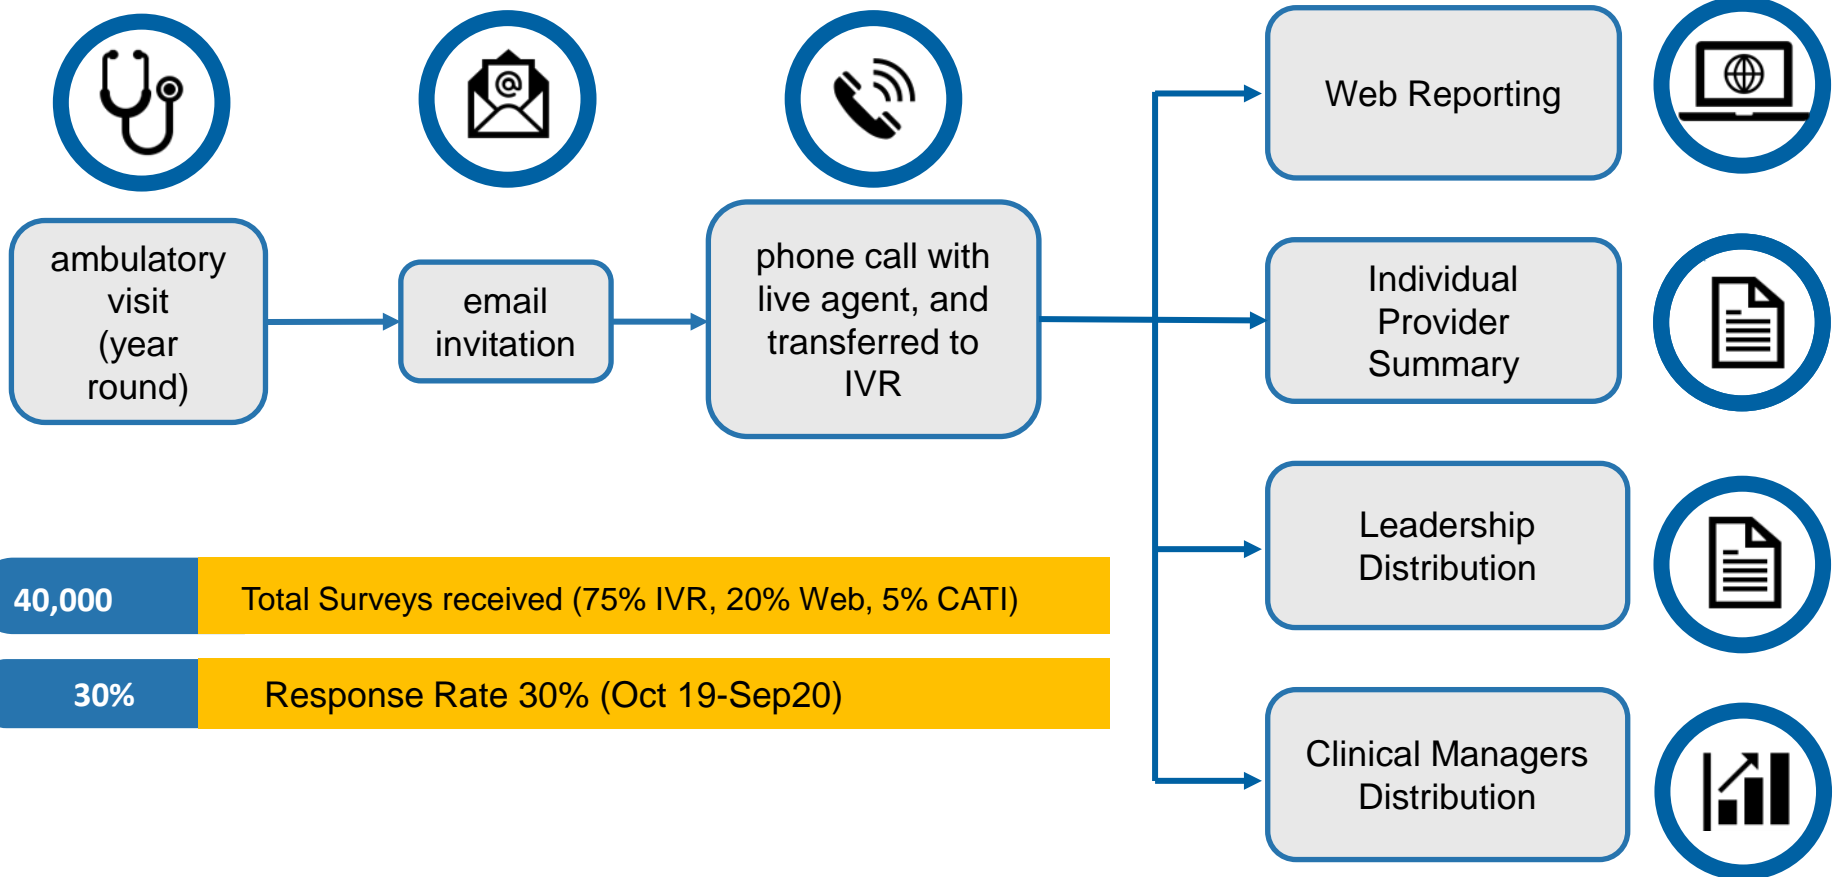 @
ambulatory
visit
(year
round)
email
invitation
phone call with
live agent, and
transferred to
IVR
Web Reporting
Individual
Provider
Summary
Leadership
Distribution
Clinical Managers
Distribution
40,000 Total Surveys received (75% IVR, 20% Web, 5% CATI)
30% Response Rate 30% (Oct 19-Sep20)